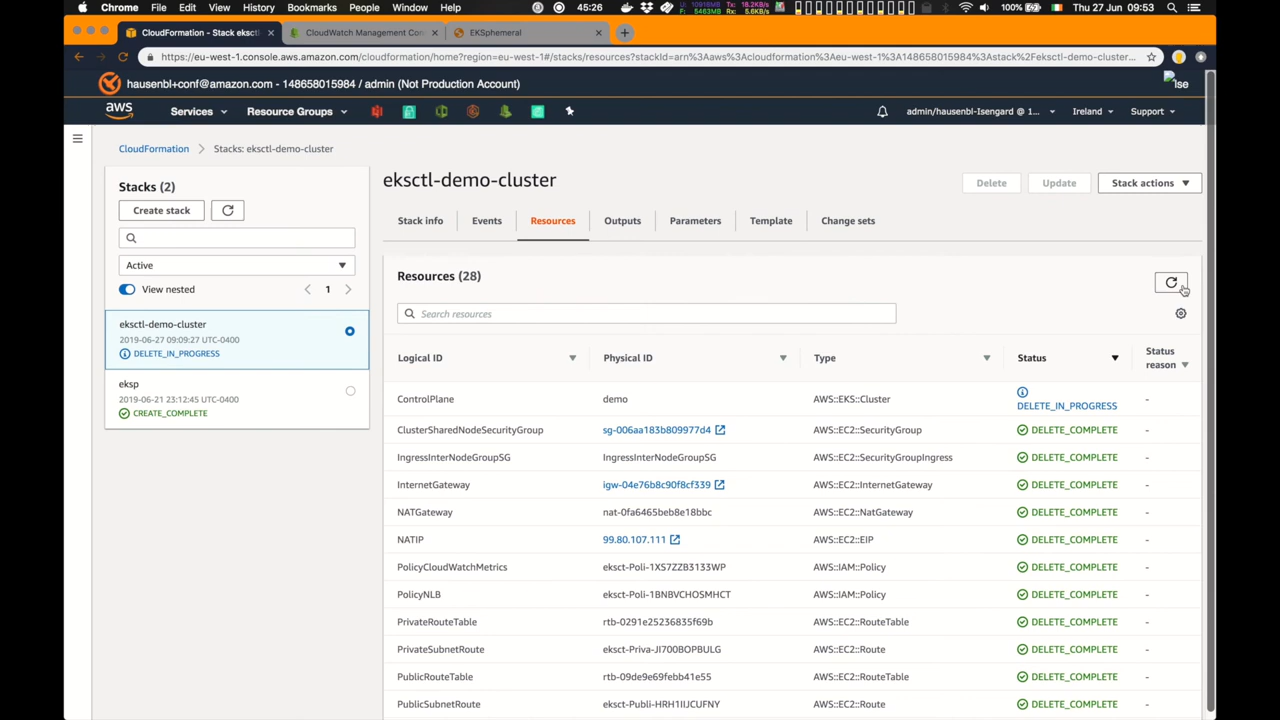 Chrome File Edit View History Bookmarks People Window Help 45:26 100% Thu 27 Jun 09:53
CloudFormation - Stack eksctl- CloudWatch Management Con EKSphemeral
https://eu-west-1.console.aws.amazon.com/cloudformation/home?region=eu-west-1#/stacks/resources?stackId=arn%3Aaws%3Acloudformation%3Aeu-west-1%3A148658015984%3Astack%2Feksctl-demo-cluster...
hausenbl+conf@amazon.com - 148658015984 / admin (Not Production Account)
aws Services Resource Groups admin/hausenbl-Isengard @ 1... Ireland Support
CloudFormation > Stacks: eksctl-demo-cluster
Stacks (2)
Create stack
Active
View nested < 1 >
eksctl-demo-cluster
2019-06-27 09:09:27 UTC-0400
DELETE_IN_PROGRESS
eksp
2019-06-21 23:12:45 UTC-0400
CREATE_COMPLETE
eksctl-demo-cluster
Delete Update Stack actions
Stack info Events Resources Outputs Parameters Template Change sets
Resources (28)
Search resources
Logical ID Physical ID Type Status Status reason
ControlPlane demo AWS::EKS::Cluster DELETE_IN_PROGRESS -
ClusterSharedNodeSecurityGroup sg-006aa183b809977d4 AWS::EC2::SecurityGroup DELETE_COMPLETE -
IngressInterNodeGroupSG IngressInterNodeGroupSG AWS::EC2::SecurityGroupIngress DELETE_COMPLETE -
InternetGateway igw-04e76b8c90f8cf339 AWS::EC2::InternetGateway DELETE_COMPLETE -
NATGateway nat-0fa6465beb8e18bbc AWS::EC2::NatGateway DELETE_COMPLETE -
NATIP 99.80.107.111 AWS::EC2::EIP DELETE_COMPLETE -
PolicyCloudWatchMetrics eksct-Poli-1XS7ZZB3133WP AWS::IAM::Policy DELETE_COMPLETE -
PolicyNLB eksct-Poli-1BNBVCHOSMHCT AWS::IAM::Policy DELETE_COMPLETE -
PrivateRouteTable rtb-0291e25236835f69b AWS::EC2::RouteTable DELETE_COMPLETE -
PrivateSubnetRoute eksct-Priva-JI700BOPBULG AWS::EC2::Route DELETE_COMPLETE -
PublicRouteTable rtb-09de9e69febb41e55 AWS::EC2::RouteTable DELETE_COMPLETE -
PublicSubnetRoute eksct-Publi-HRH1IIJCUFNY AWS::EC2::Route DELETE_COMPLETE -